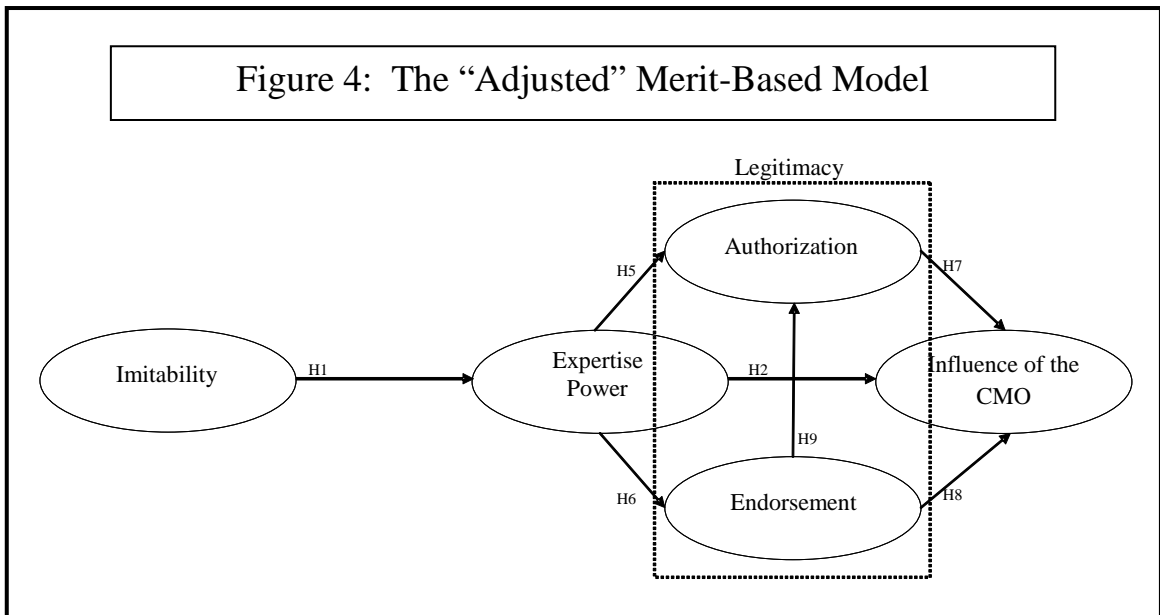 Figure 4: The “Adjusted” Merit-Based Model
Legitimacy
Authorization
H5
H7
Imitability
H1
Expertise
Power
H2
Influence of the
CMO
H9
H6
Endorsement
H8